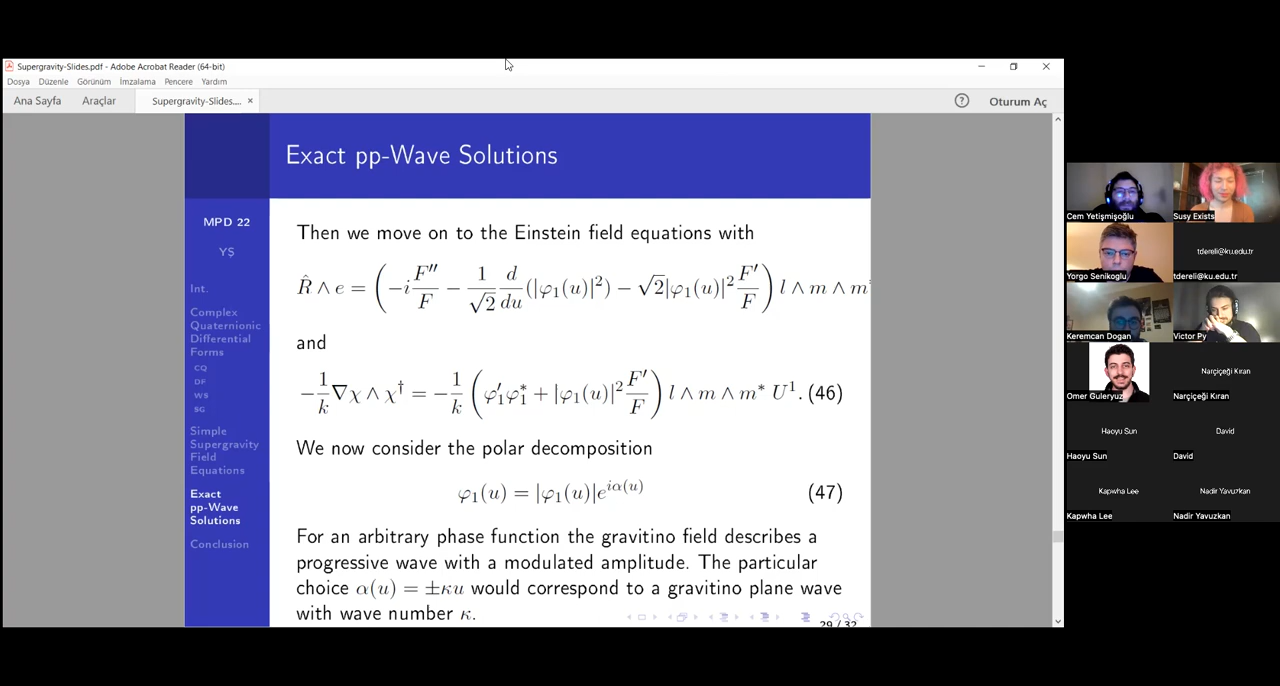 Supergravity-Slides.pdf - Adobe Acrobat Reader (64-bit)
Dosya Düzenle Görünüm İmzalama Pencere Yardım
Ana Sayfa Araçlar Supergravity-Slides.... × ? Oturum Aç
Exact pp-Wave Solutions
MPD 22
YŞ
Int.
Complex
Quaternionic
Differential
Forms
CQ
DF
WS
SG
Simple
Supergravity
Field
Equations
Exact
pp-Wave
Solutions
Conclusion
Then we move on to the Einstein field equations with
R̂ ∧ e = (−i F″/F − 1/√2 d/du (|φ₁(u)|²) − √2|φ₁(u)|² F′/F) l ∧ m ∧ m*
and
−1/k ∇χ ∧ χ† = −1/k (φ₁′φ₁* + |φ₁(u)|² F′/F) l ∧ m ∧ m* U¹. (46)
We now consider the polar decomposition
φ₁(u) = |φ₁(u)|e^{iα(u)} (47)
For an arbitrary phase function the gravitino field describes a
progressive wave with a modulated amplitude. The particular
choice α(u) = ±κu would correspond to a gravitino plane wave
with wave number κ.
29 / 32
Cem Yetişmişoğlu
Susy Exists
Yorgo Senikoglu
tdereli@ku.edu.tr
tdereli@ku.edu.tr
Keremcan Dogan
Victor Py
Omer Guleryuz
Narçiçeği Kıran
Narçiçeği Kıran
Haoyu Sun
Haoyu Sun
David
David
Kapwha Lee
Kapwha Lee
Nadir Yavuzkan
Nadir Yavuzkan